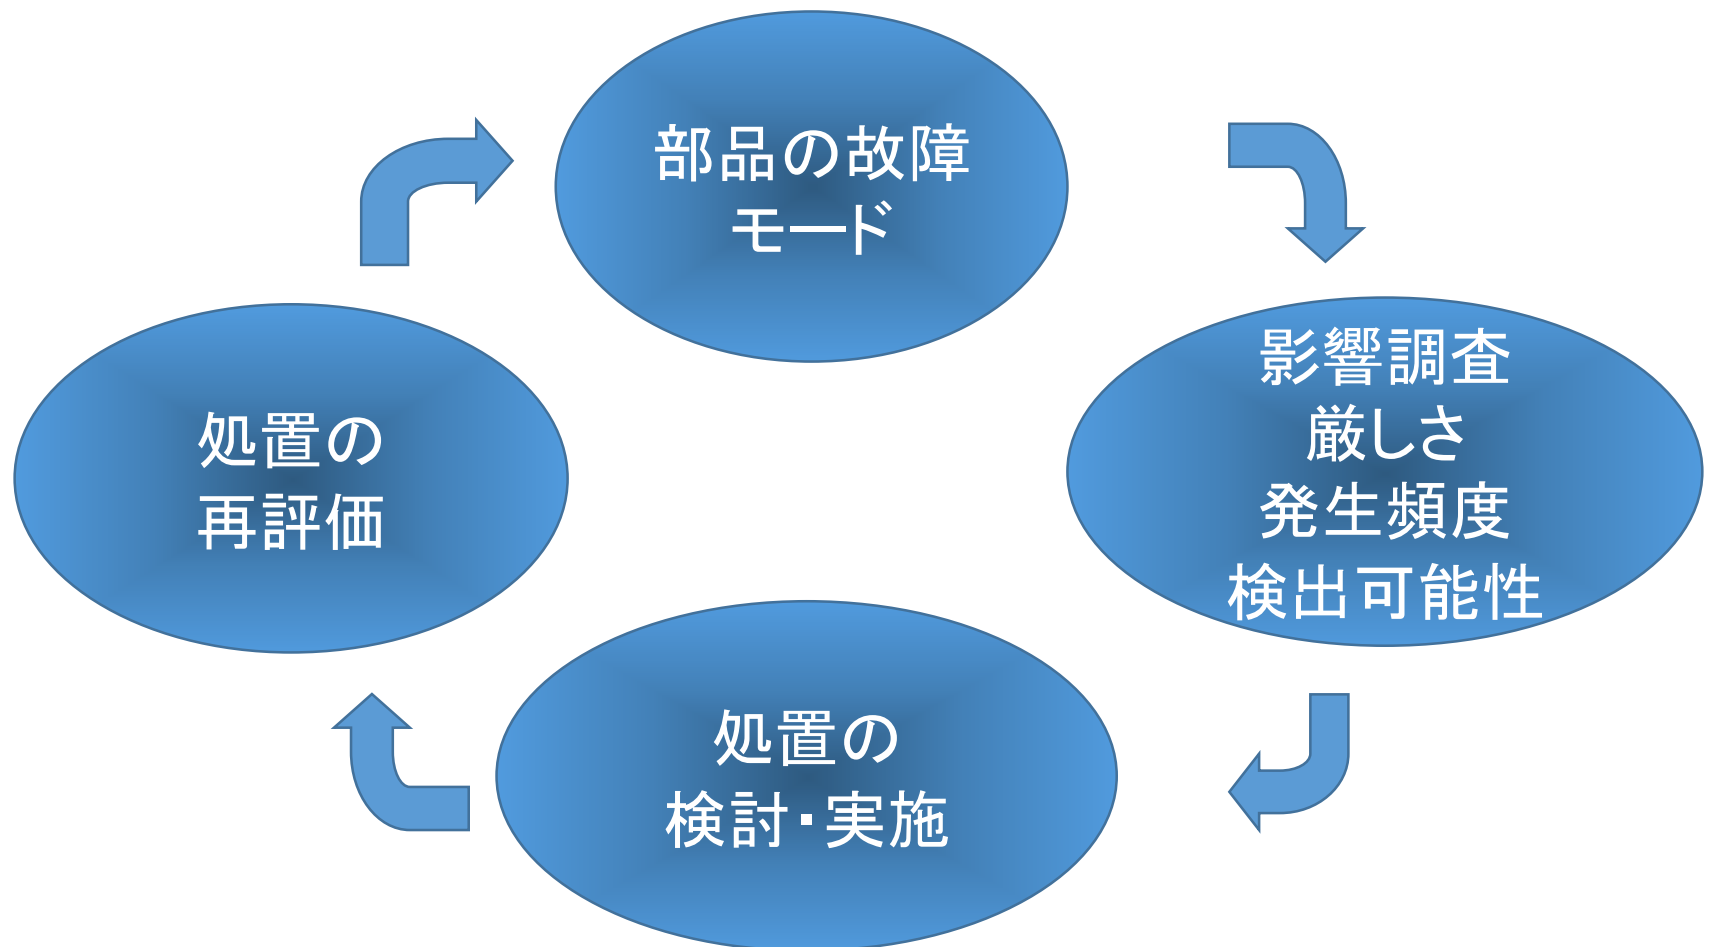 部品の故障
モード
影響調査
厳しさ
発生頻度
検出可能性
処置の
検討・実施
処置の
再評価